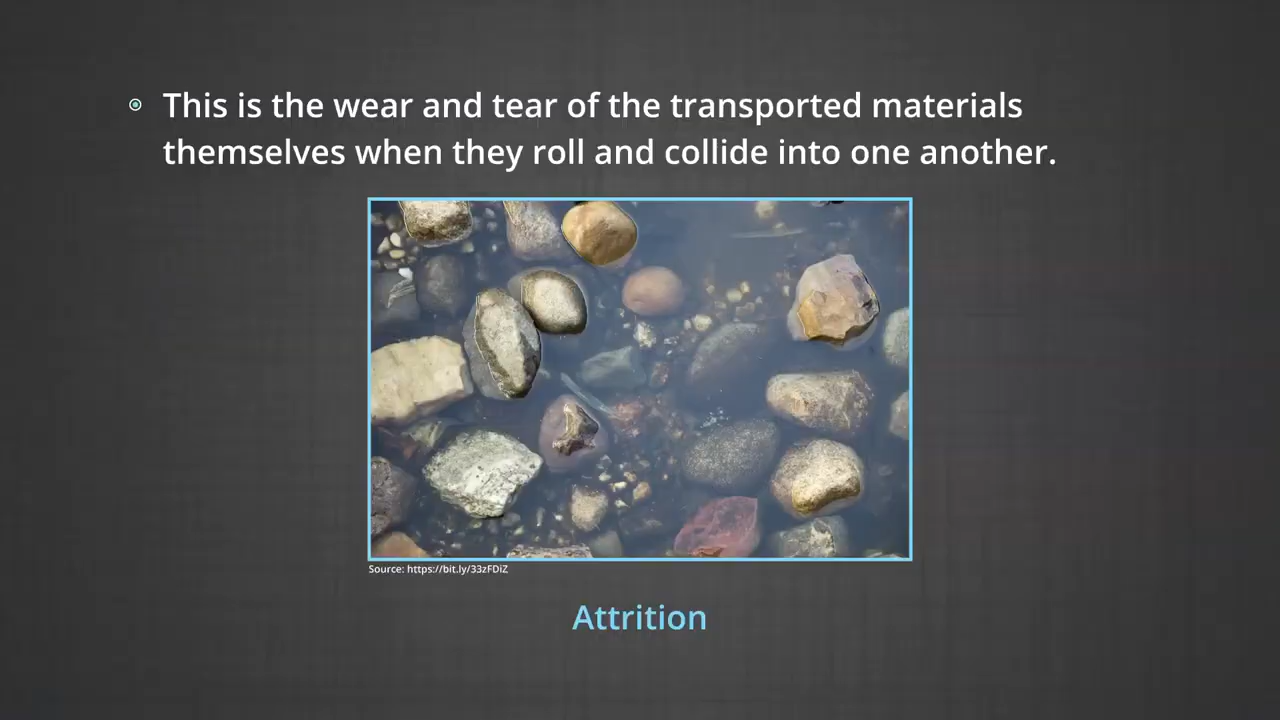 This is the wear and tear of the transported materials
themselves when they roll and collide into one another.
Source: https://bit.ly/33zFDiZ
Attrition